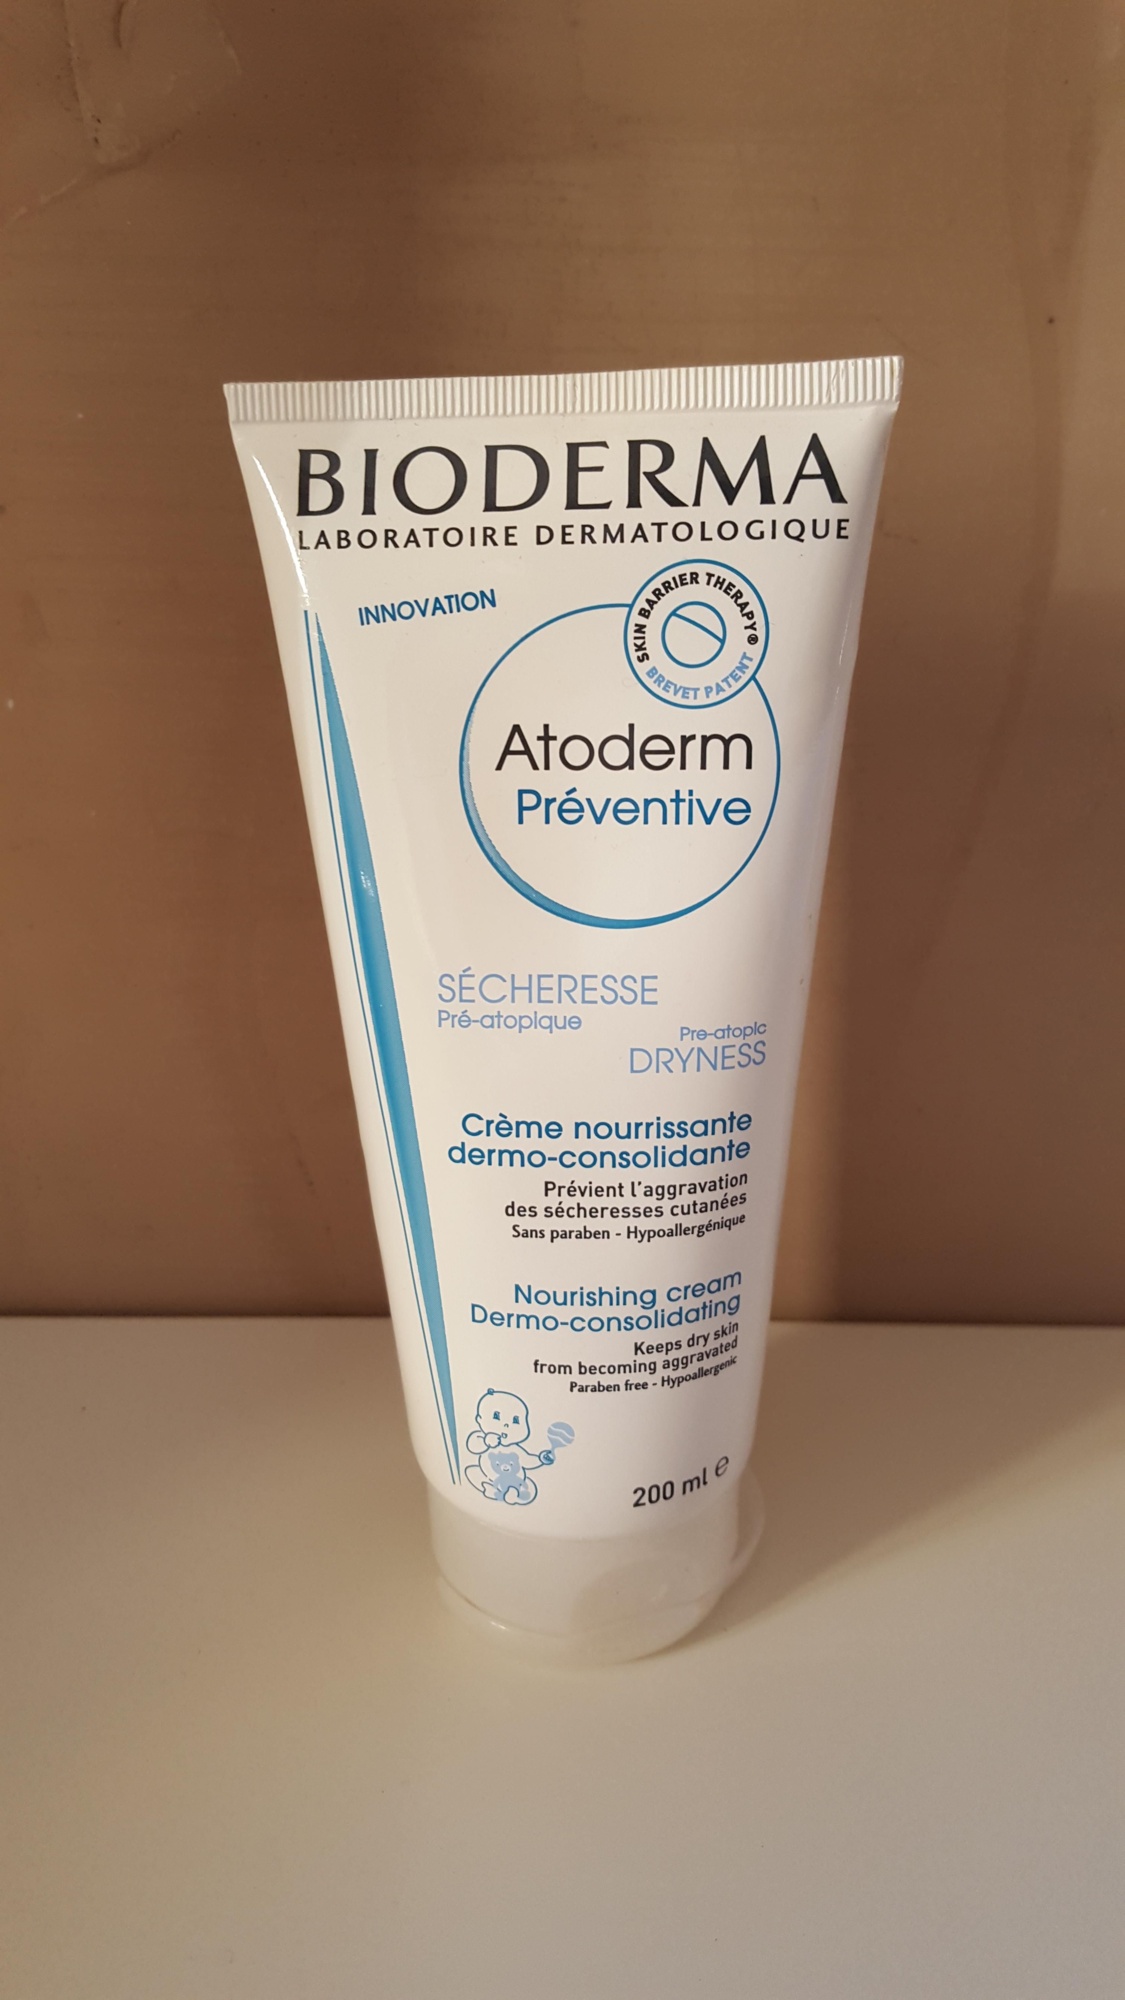 BIODERMA
LABORATOIRE DERMATOLOGIQUE
INNOVATION
SKIN BARRIER THERAPY®
BREVET PATENT
Atoderm
Préventive
SÉCHERESSE
Pré-atopique
Pre-atopic
DRYNESS
Crème nourrissante
dermo-consolidante
Prévient l'aggravation
des sécheresses cutanées
Sans paraben - Hypoallergénique
Nourishing cream
Dermo-consolidating
Keeps dry skin
from becoming aggravated
Paraben free - Hypoallergenic
200 ml ℮